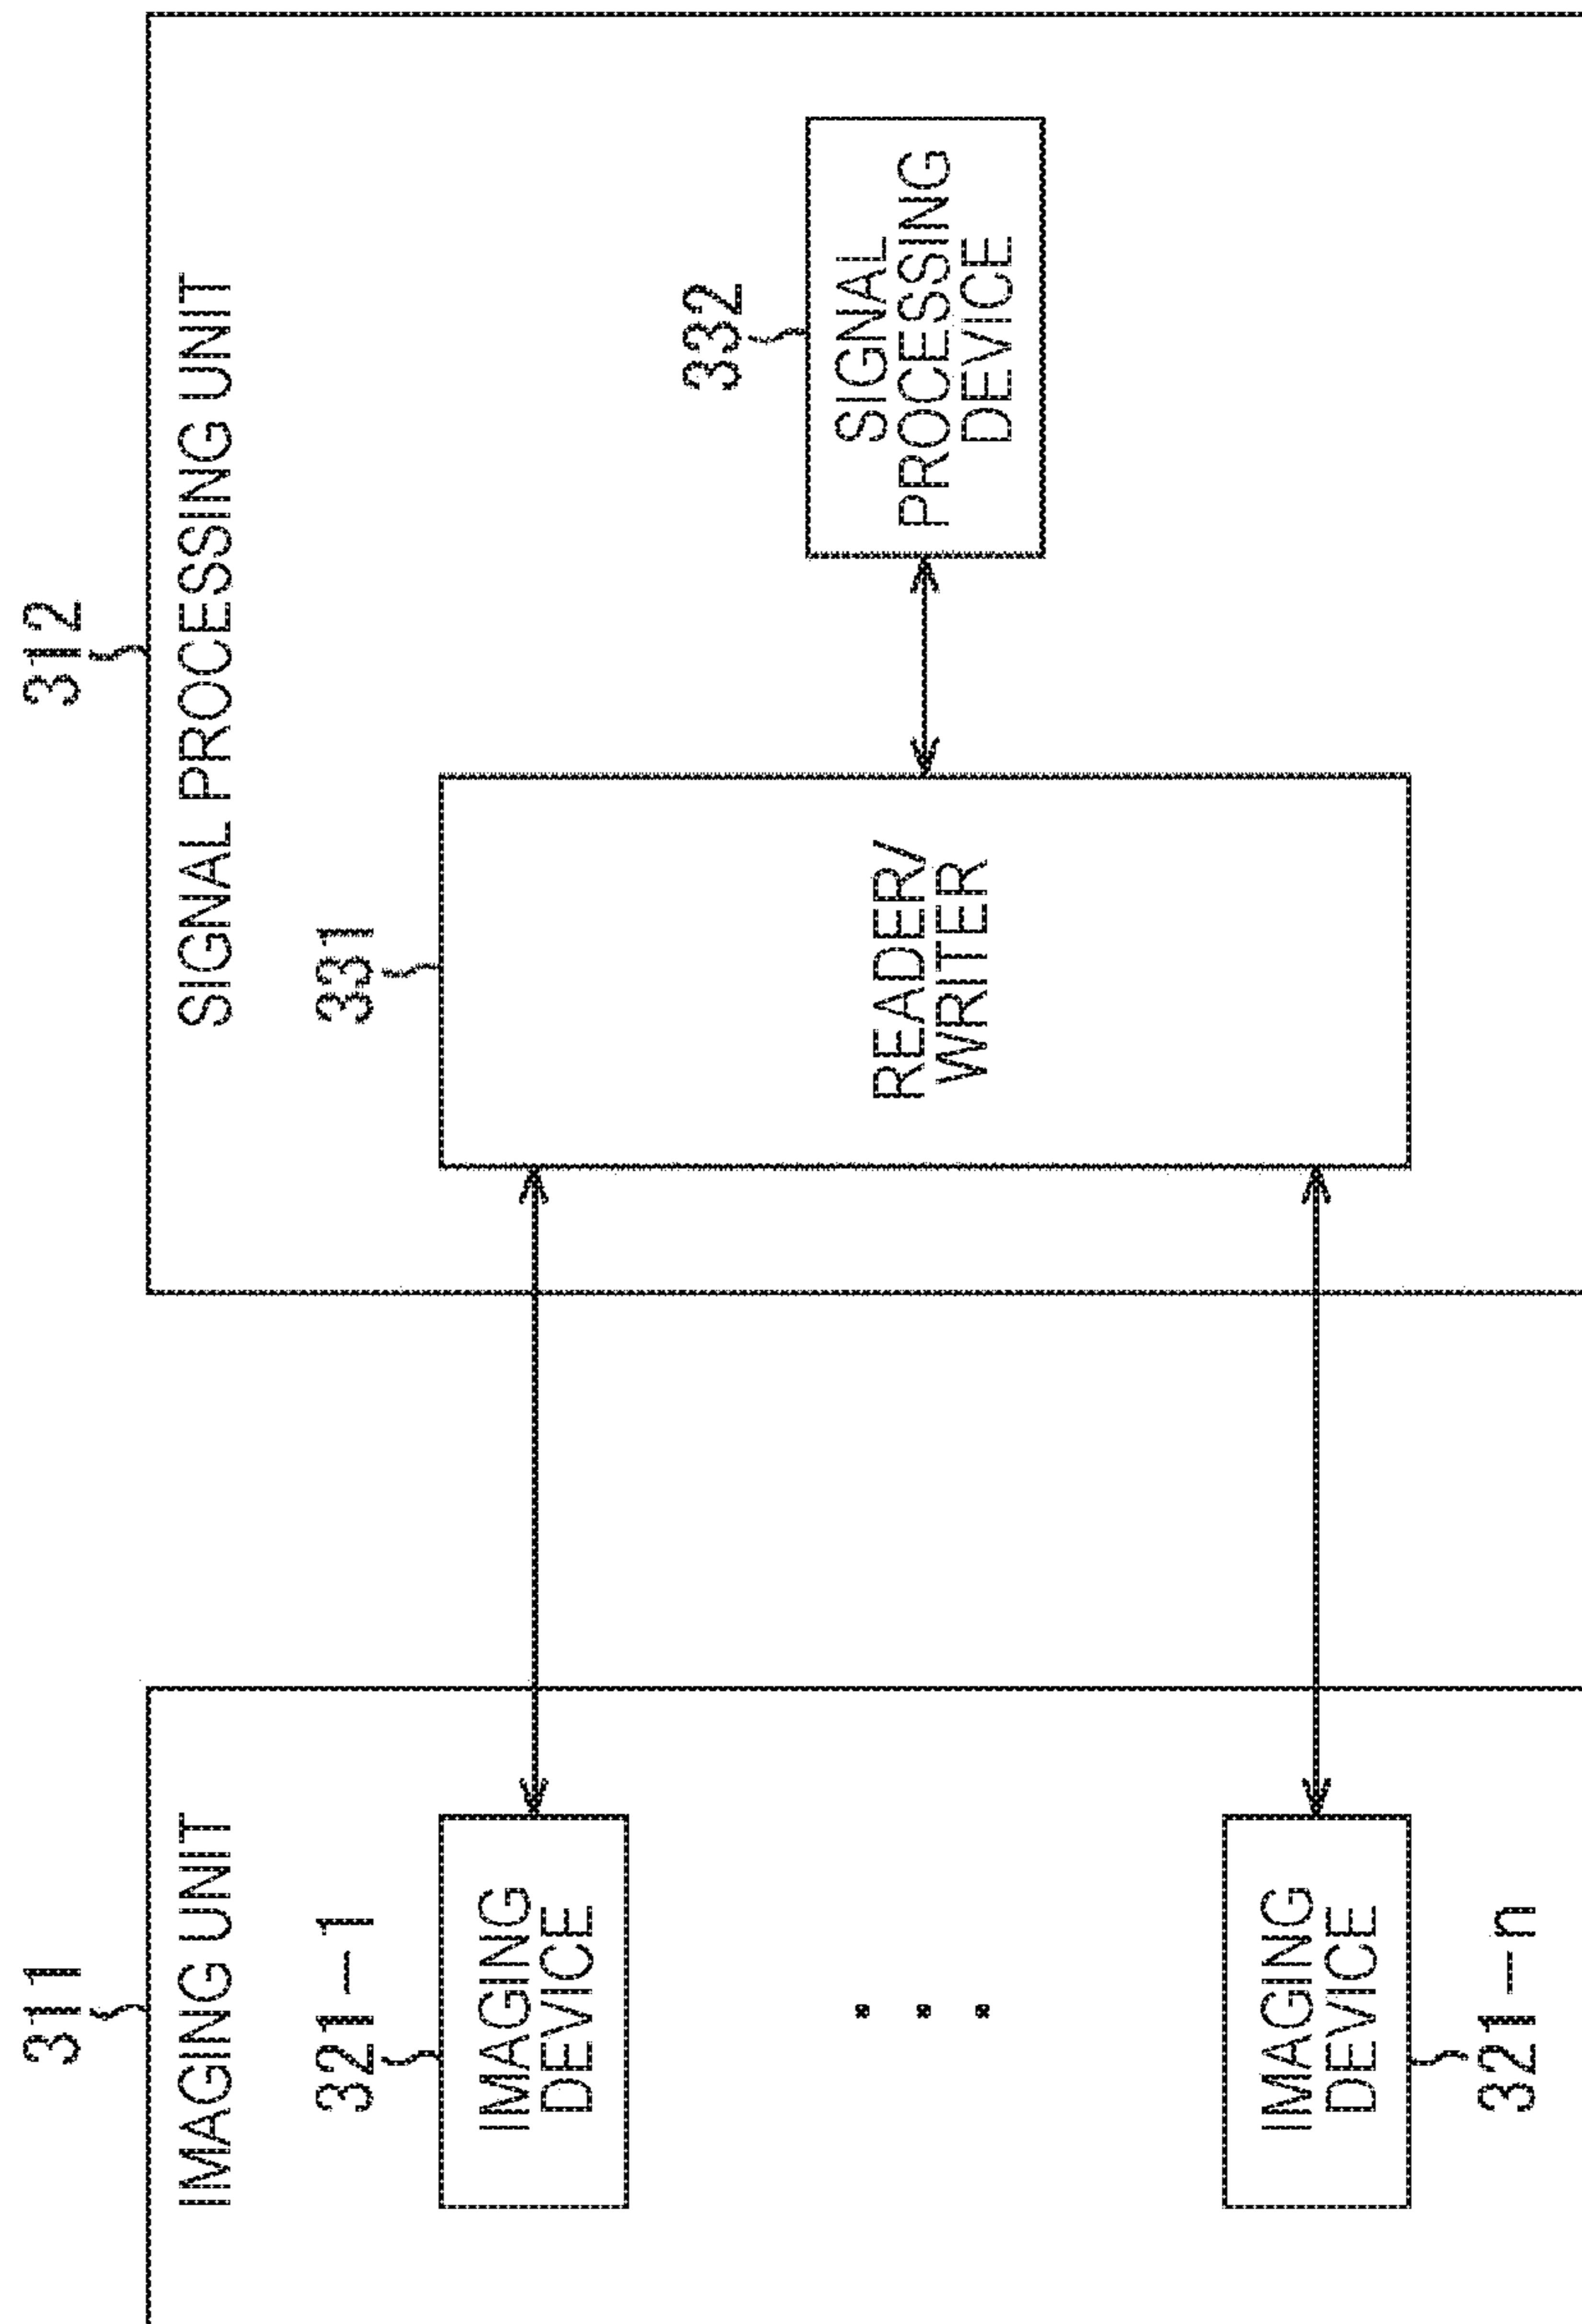 311
IMAGING UNIT
321-1
IMAGING
DEVICE
IMAGING
DEVICE
321-n
312
SIGNAL PROCESSING UNIT
331
READER/
WRITER
332
SIGNAL
PROCESSING
DEVICE